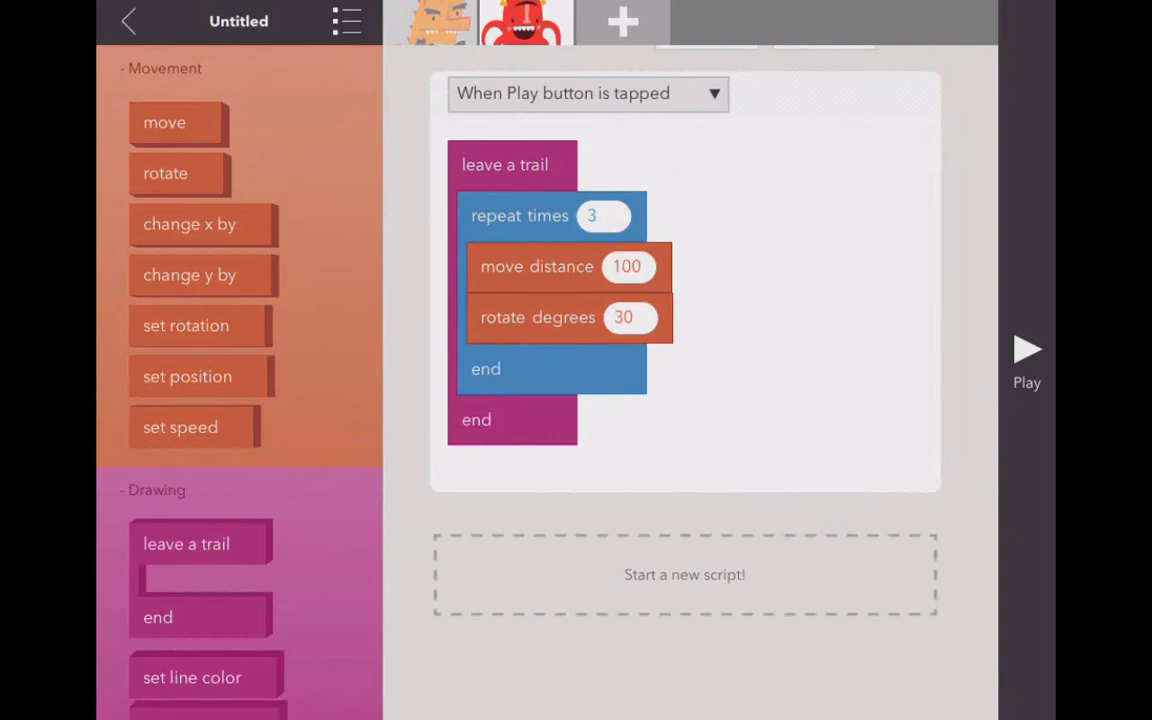 Untitled
- Movement
move
rotate
change x by
change y by
set rotation
set position
set speed
- Drawing
leave a trail
end
set line color
When Play button is tapped
leave a trail
repeat times 3
move distance 100
rotate degrees 30
end
end
Start a new script!
Play